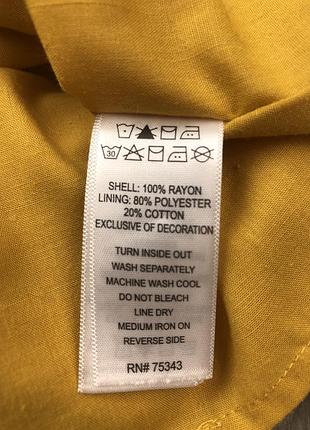 30
SHELL: 100% RAYON
LINING: 80% POLYESTER
20% COTTON
EXCLUSIVE OF DECORATION
TURN INSIDE OUT
WASH SEPARATELY
MACHINE WASH COOL
DO NOT BLEACH
LINE DRY
MEDIUM IRON ON
REVERSE SIDE
RN# 75343